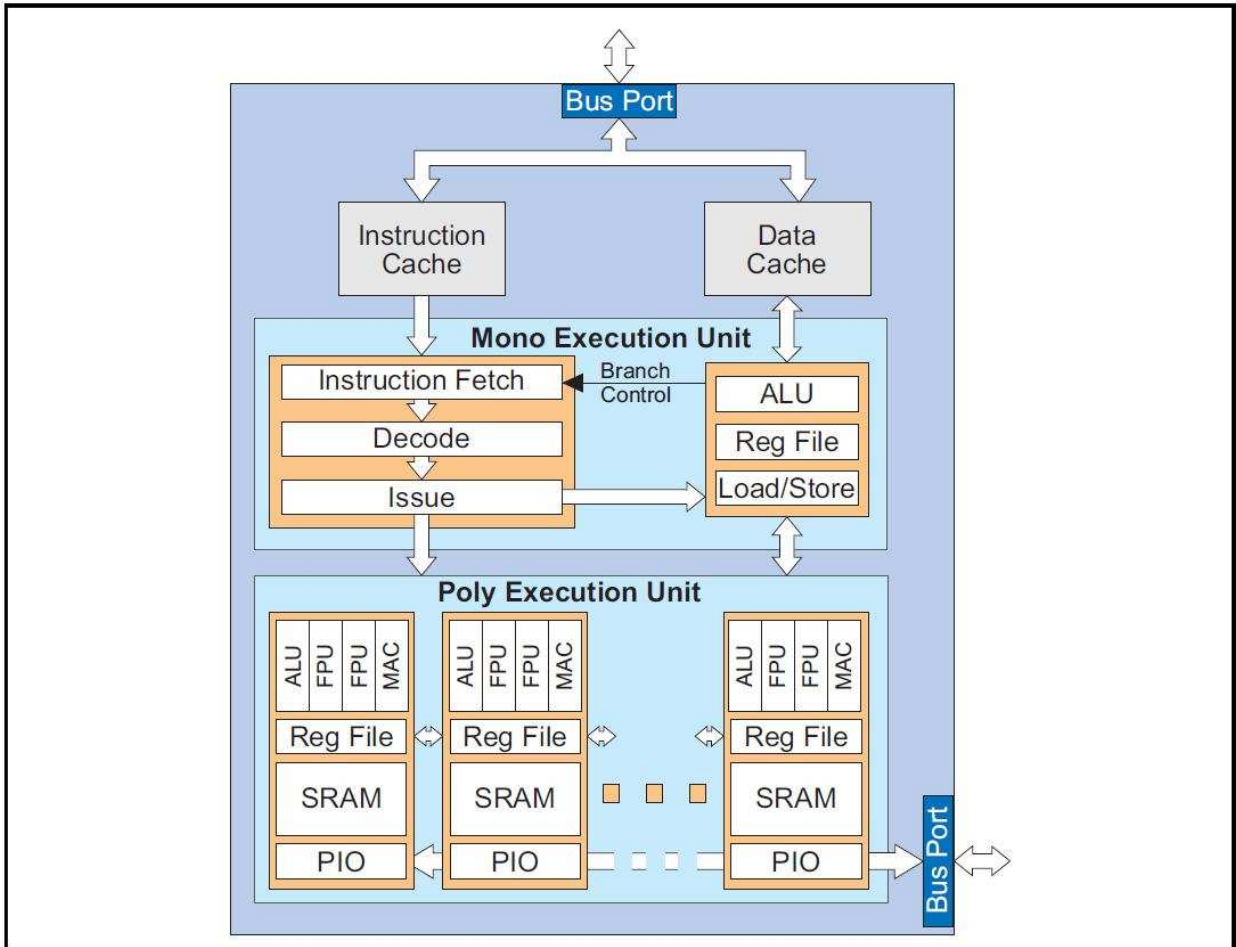 Bus Port
Instruction
Cache
Data
Cache
Mono Execution Unit
Instruction Fetch
Decode
Issue
Branch
Control
ALU
Reg File
Load/Store
Poly Execution Unit
ALU FPU FPU MAC
Reg File
SRAM
PIO
ALU FPU FPU MAC
Reg File
SRAM
PIO
ALU FPU FPU MAC
Reg File
SRAM
PIO
Bus Port